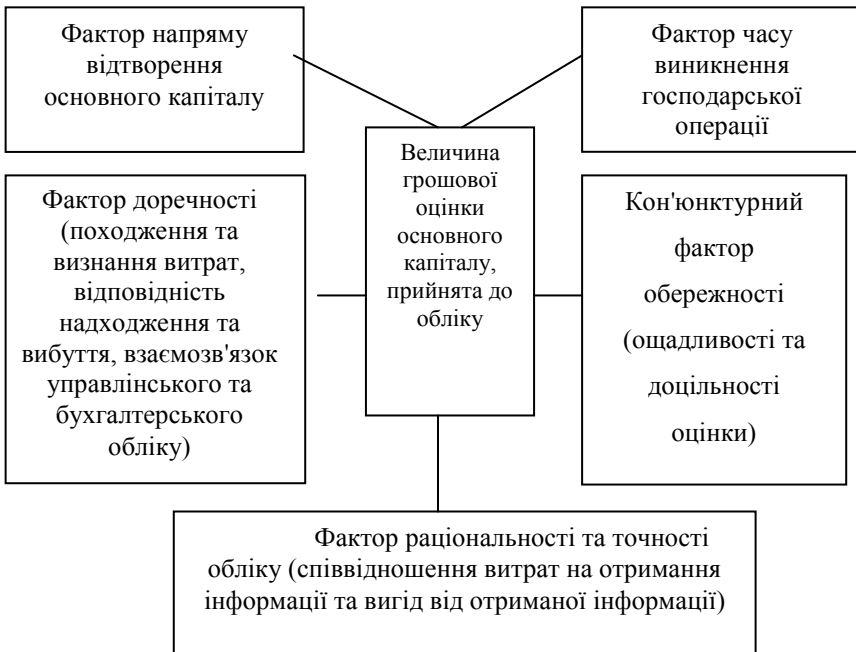 Фактор напряму
відтворення
основного капіталу
Фактор часу
виникнення
господарської
операції
Величина
грошової
оцінки
основного
капіталу,
прийнята до
обліку
Фактор доречності
(походження та
визнання витрат,
відповідність
надходження та
вибуття, взаємозв'язок
управлінського та
бухгалтерського
обліку)
Кон'юнктурний
фактор
обережності
(ощадливості та
доцільності
оцінки)
Фактор раціональності та точності
обліку (співвідношення витрат на отримання
інформації та вигід від отриманої інформації)